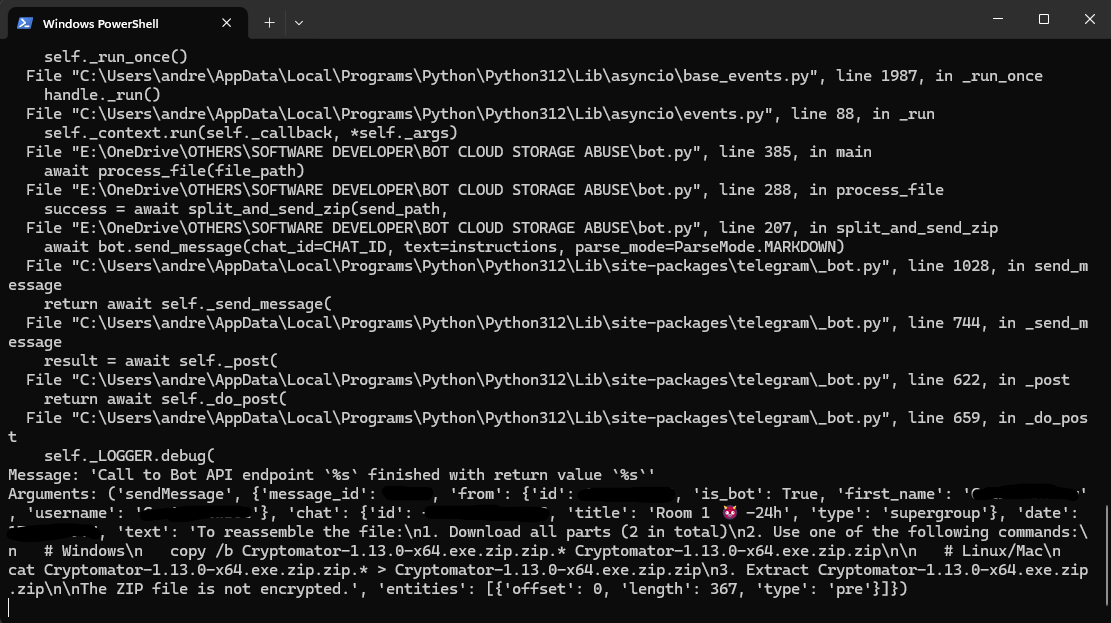 Windows PowerShell
self._run_once()
File "C:\Users\andre\AppData\Local\Programs\Python\Python312\Lib\asyncio\base_events.py", line 1987, in _run_once
handle._run()
File "C:\Users\andre\AppData\Local\Programs\Python\Python312\Lib\asyncio\events.py", line 88, in _run
self._context.run(self._callback, *self._args)
File "E:\OneDrive\OTHERS\SOFTWARE DEVELOPER\BOT CLOUD STORAGE ABUSE\bot.py", line 385, in main
await process_file(file_path)
File "E:\OneDrive\OTHERS\SOFTWARE DEVELOPER\BOT CLOUD STORAGE ABUSE\bot.py", line 288, in process_file
success = await split_and_send_zip(send_path,
File "E:\OneDrive\OTHERS\SOFTWARE DEVELOPER\BOT CLOUD STORAGE ABUSE\bot.py", line 207, in split_and_send_zip
await bot.send_message(chat_id=CHAT_ID, text=instructions, parse_mode=ParseMode.MARKDOWN)
File "C:\Users\andre\AppData\Local\Programs\Python\Python312\Lib\site-packages\telegram\_bot.py", line 1028, in send_m
essage
return await self._send_message(
File "C:\Users\andre\AppData\Local\Programs\Python\Python312\Lib\site-packages\telegram\_bot.py", line 744, in _send_m
essage
result = await self._post(
File "C:\Users\andre\AppData\Local\Programs\Python\Python312\Lib\site-packages\telegram\_bot.py", line 622, in _post
return await self._do_post(
File "C:\Users\andre\AppData\Local\Programs\Python\Python312\Lib\site-packages\telegram\_bot.py", line 659, in _do_pos
t
self._LOGGER.debug(
Message: 'Call to Bot API endpoint `%s` finished with return value `%s`'
Arguments: ('sendMessage', {'message_id': , 'from': {'id': , 'is_bot': True, 'first_name': '
, 'username': '}, 'chat': {'id': , 'title': 'Room 1 😈 -24h', 'type': 'supergroup'}, 'date':
, 'text': 'To reassemble the file:\n1. Download all parts (2 in total)\n2. Use one of the following commands:\
n   # Windows\n   copy /b Cryptomator-1.13.0-x64.exe.zip.zip.* Cryptomator-1.13.0-x64.exe.zip.zip\n\n   # Linux/Mac\n
cat Cryptomator-1.13.0-x64.exe.zip.zip.* > Cryptomator-1.13.0-x64.exe.zip.zip\n3. Extract Cryptomator-1.13.0-x64.exe.zip
.zip\n\nThe ZIP file is not encrypted.', 'entities': [{'offset': 0, 'length': 367, 'type': 'pre'}]})